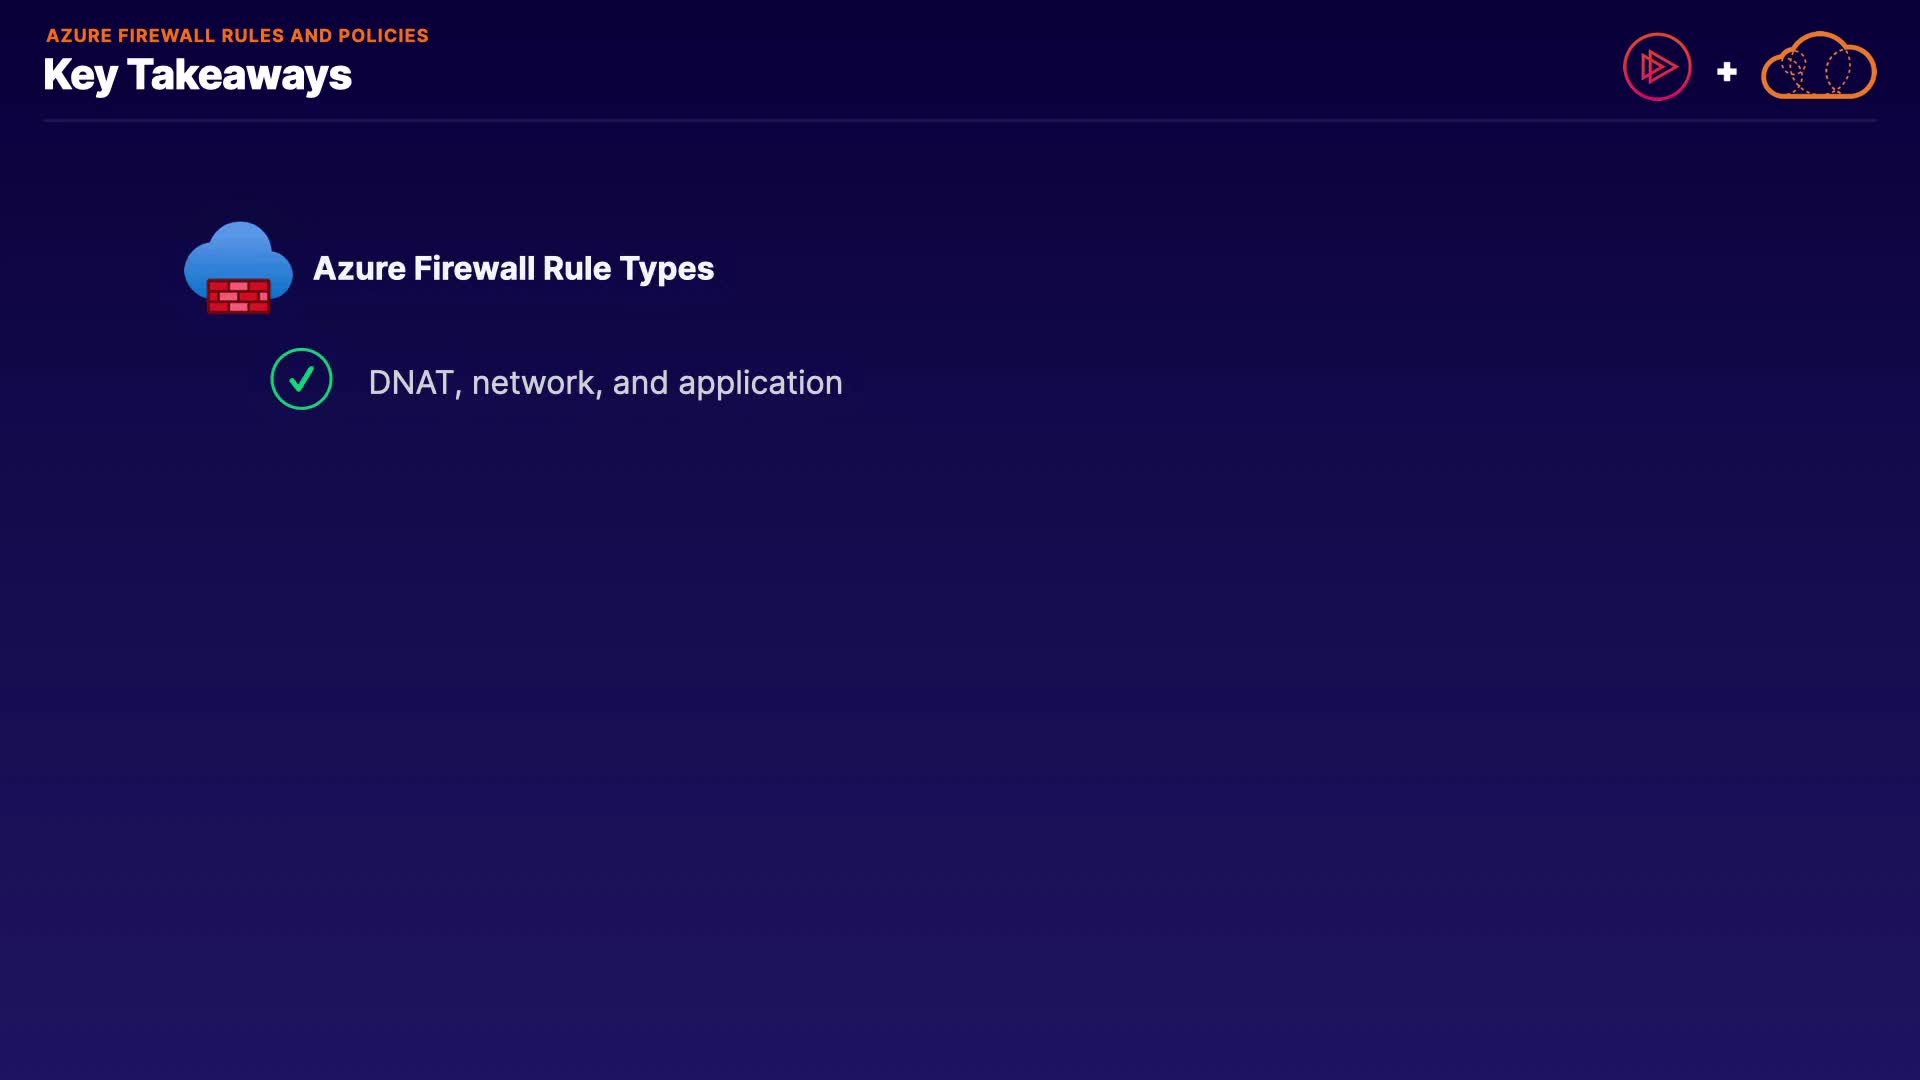 AZURE FIREWALL RULES AND POLICIES
Key Takeaways
Azure Firewall Rule Types
DNAT, network, and application